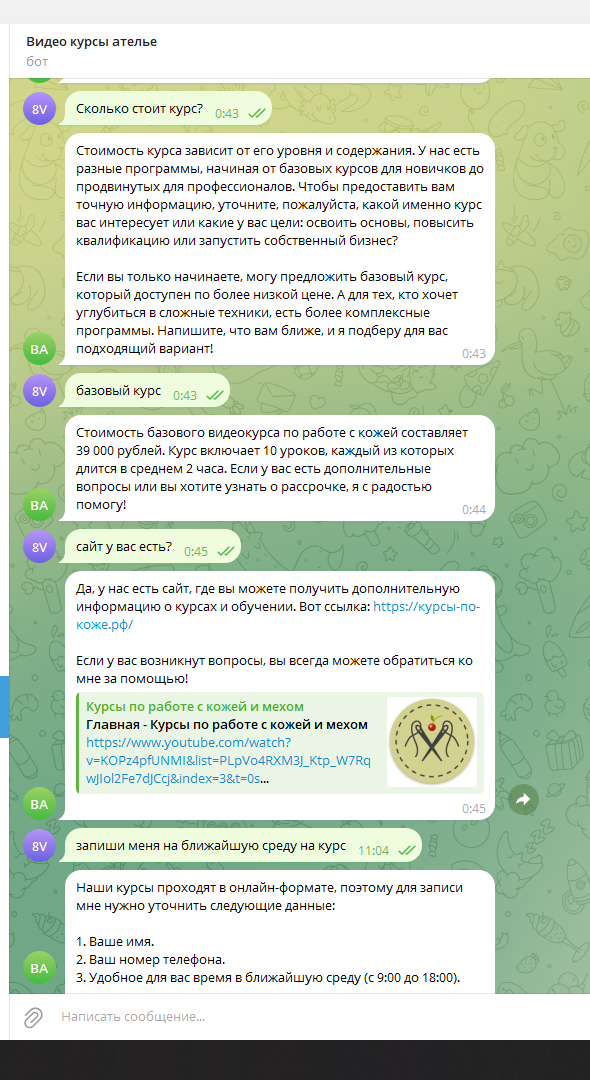 Видео курсы ателье
бот
8V
Сколько стоит курс? 0:43
Стоимость курса зависит от его уровня и содержания. У нас есть
разные программы, начиная от базовых курсов для новичков до
продвинутых для профессионалов. Чтобы предоставить вам
точную информацию, уточните, пожалуйста, какой именно курс
вас интересует или какие у вас цели: освоить основы, повысить
квалификацию или запустить собственный бизнес?
Если вы только начинаете, могу предложить базовый курс,
который доступен по более низкой цене. А для тех, кто хочет
углубиться в сложные техники, есть более комплексные
программы. Напишите, что вам ближе, и я подберу для вас
подходящий вариант!
ВА
0:43
8V
базовый курс 0:43
Стоимость базового видеокурса по работе с кожей составляет
39 000 рублей. Курс включает 10 уроков, каждый из которых
длится в среднем 2 часа. Если у вас есть дополнительные
вопросы или вы хотите узнать о рассрочке, я с радостью
помогу!
ВА
0:44
8V
сайт у вас есть? 0:45
Да, у нас есть сайт, где вы можете получить дополнительную
информацию о курсах и обучении. Вот ссылка: https://курсы-по-
коже.рф/
Если у вас возникнут вопросы, вы всегда можете обратиться ко
мне за помощью!
Курсы по работе с кожей и мехом
Главная - Курсы по работе с кожей и мехом
https://www.youtube.com/watch?
v=KOPz4pfUNMI&list=PLpVo4RXM3J_Ktp_W7Rq
wJIol2Fe7dJCcj&index=3&t=0s...
ВА
0:45
8V
запиши меня на ближайшую среду на курс 11:04
Наши курсы проходят в онлайн-формате, поэтому для записи
мне нужно уточнить следующие данные:
1. Ваше имя.
2. Ваш номер телефона.
3. Удобное для вас время в ближайшую среду (с 9:00 до 18:00).
ВА
Написать сообщение...